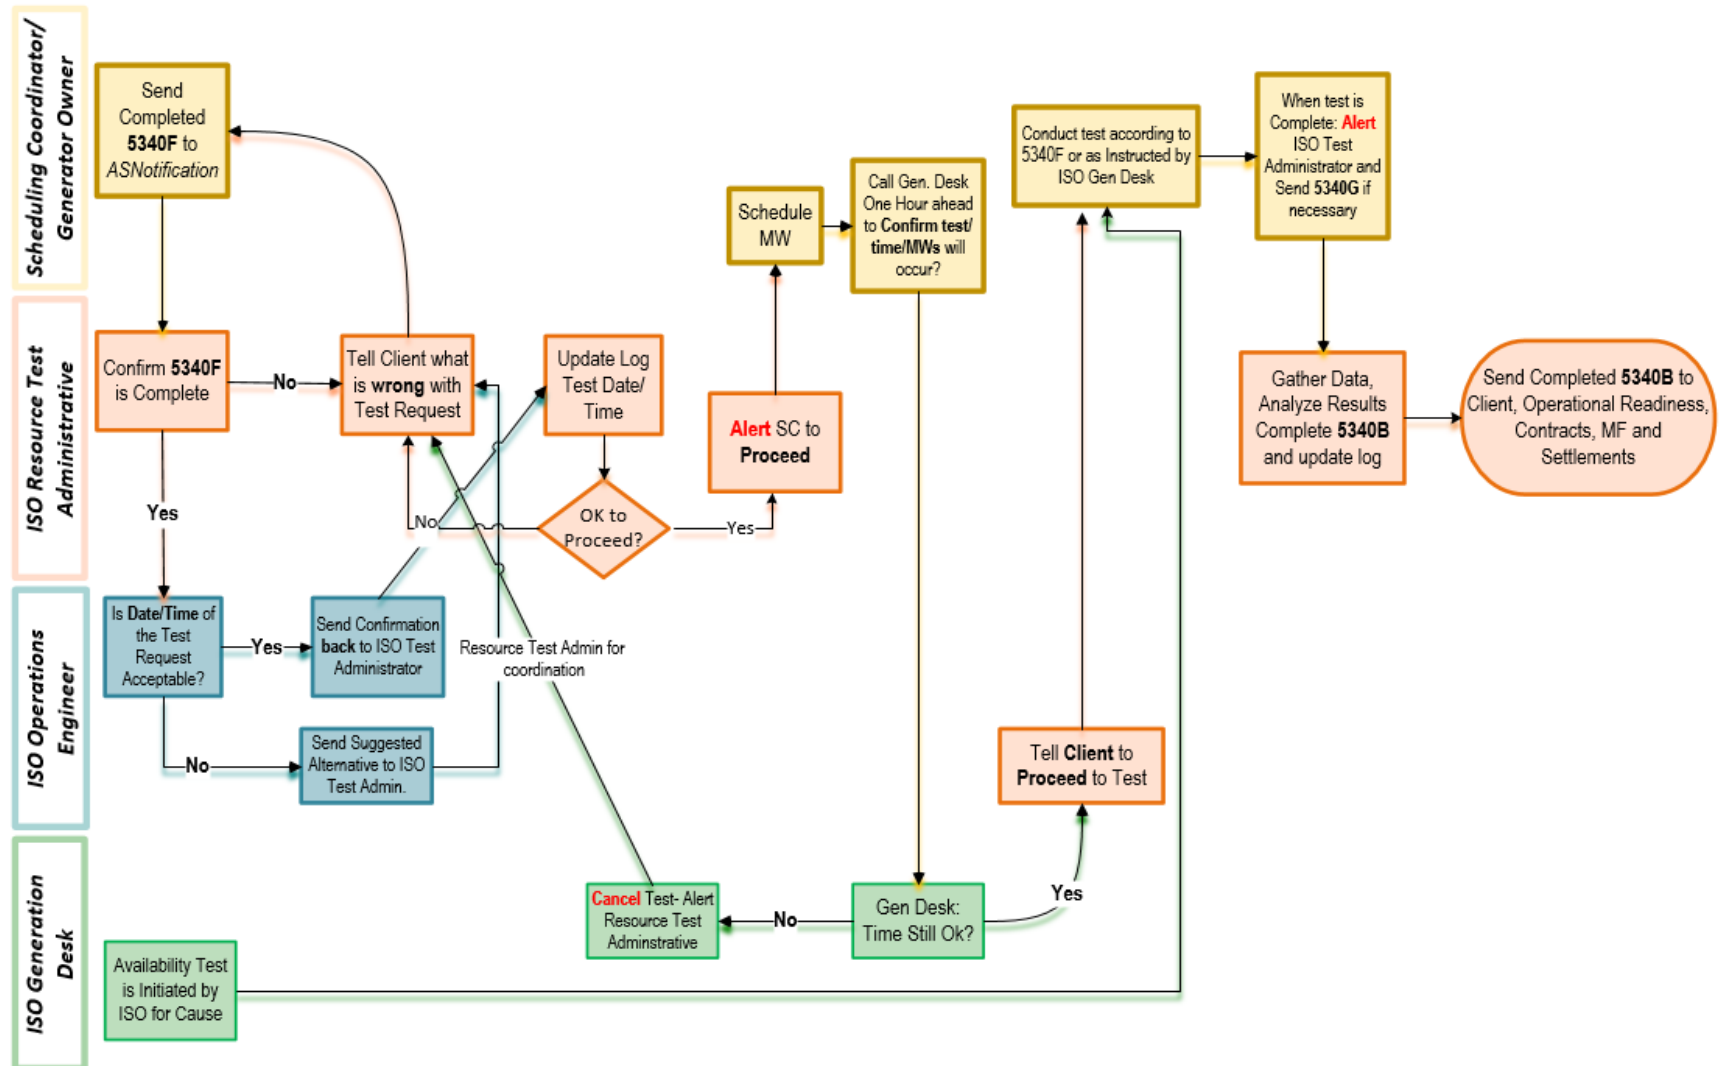 Scheduling Coordinator/
Generator Owner
Send
Completed
5340F to
ASNotification
Schedule
MW
Call Gen. Desk
One Hour ahead
to Confirm test/
time/MWs will
occur?
Conduct test according to
5340F or as Instructed by
ISO Gen Desk
When test is
Complete: Alert
ISO Test
Administrator and
Send 5340G if
necessary
ISO Resource Test
Administrative
Confirm 5340F
is Complete
No
Tell Client what
is wrong with
Test Request
Update Log
Test Date/
Time
Alert SC to
Proceed
Gather Data,
Analyze Results
Complete 5340B
and update log
Send Completed 5340B to
Client, Operational Readiness,
Contracts, MF and
Settlements
Yes
No
OK to
Proceed?
Yes
ISO Operations
Engineer
Is Date/Time of
the Test
Request
Acceptable?
Yes
Send Confirmation
back to ISO Test
Administrator
Resource Test Admin for
coordination
No
Send Suggested
Alternative to ISO
Test Admin.
Tell Client to
Proceed to Test
ISO Generation
Desk
Cancel Test- Alert
Resource Test
Adminstrative
No
Gen Desk:
Time Still Ok?
Yes
Availability Test
is Initiated by
ISO for Cause